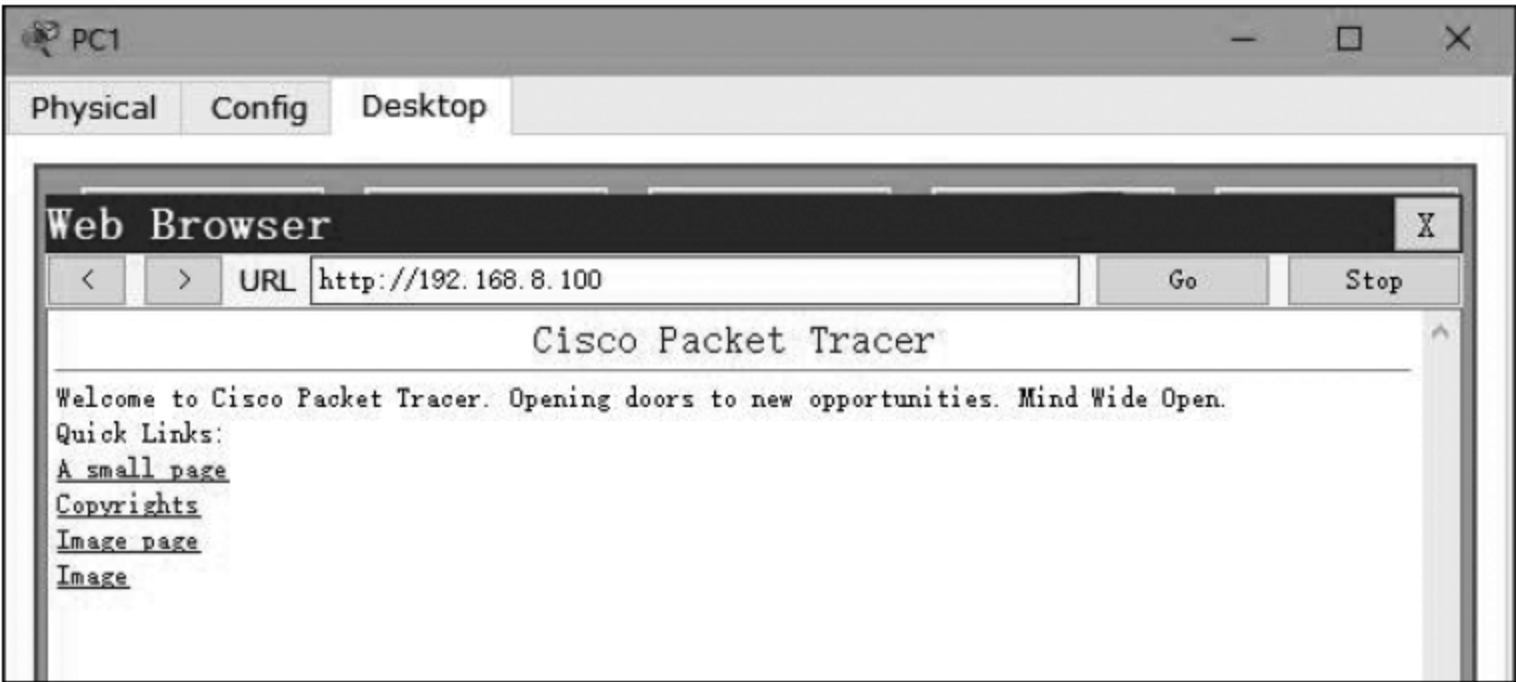 PC1
Physical Config Desktop
Web Browser X
< > URL http://192.168.8.100 Go Stop
Cisco Packet Tracer
Welcome to Cisco Packet Tracer. Opening doors to new opportunities. Mind Wide Open.
Quick Links:
A small page
Copyrights
Image page
Image